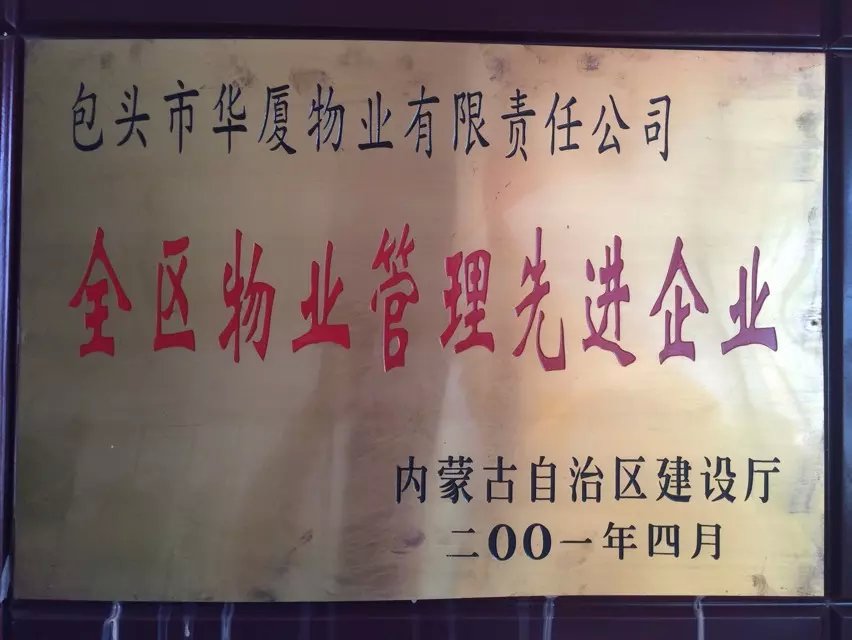 包头市华厦物业有限责任公司
全区物业管理先进企业
内蒙古自治区建设厅
二00一年四月